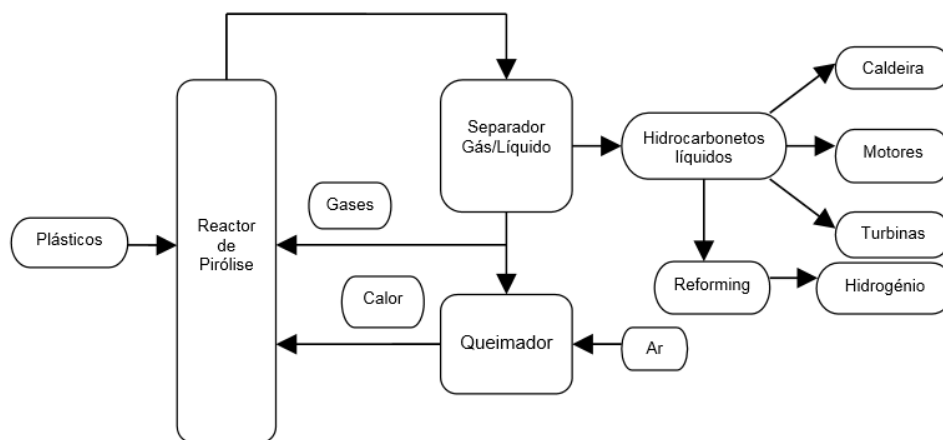 Caldeira
Separador
Gás/Líquido
Hidrocarbonetos
líquidos
Motores
Gases
Reactor
de
Pirólise
Plásticos
Turbinas
Reforming
Hidrogénio
Calor
Queimador
Ar